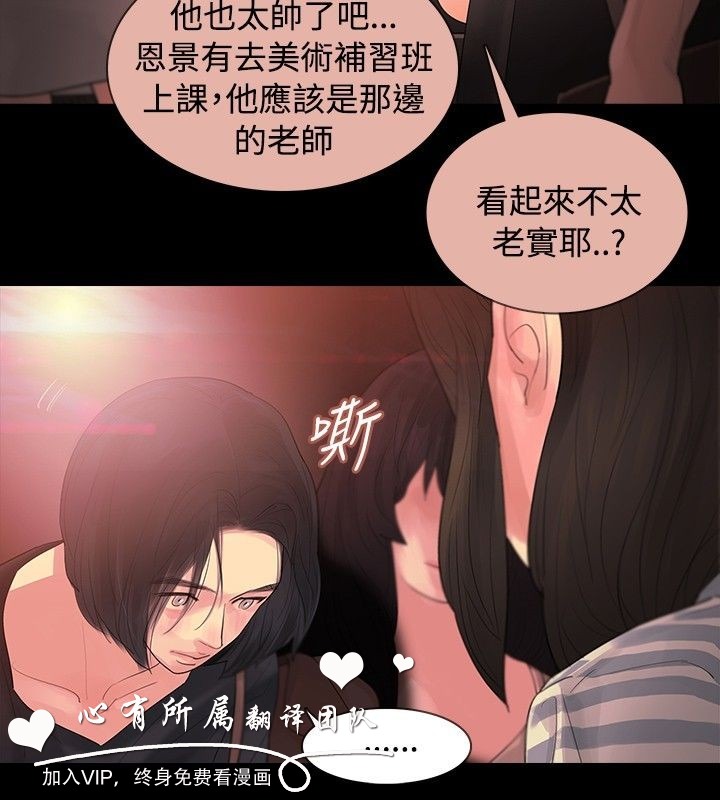 他也太帥了吧...
恩景有去美術補習班
上課,他應該是那邊
的老師
看起來不太
老實耶..?
嘶
心有所属翻译团队
......
加入VIP，终身免费看漫画